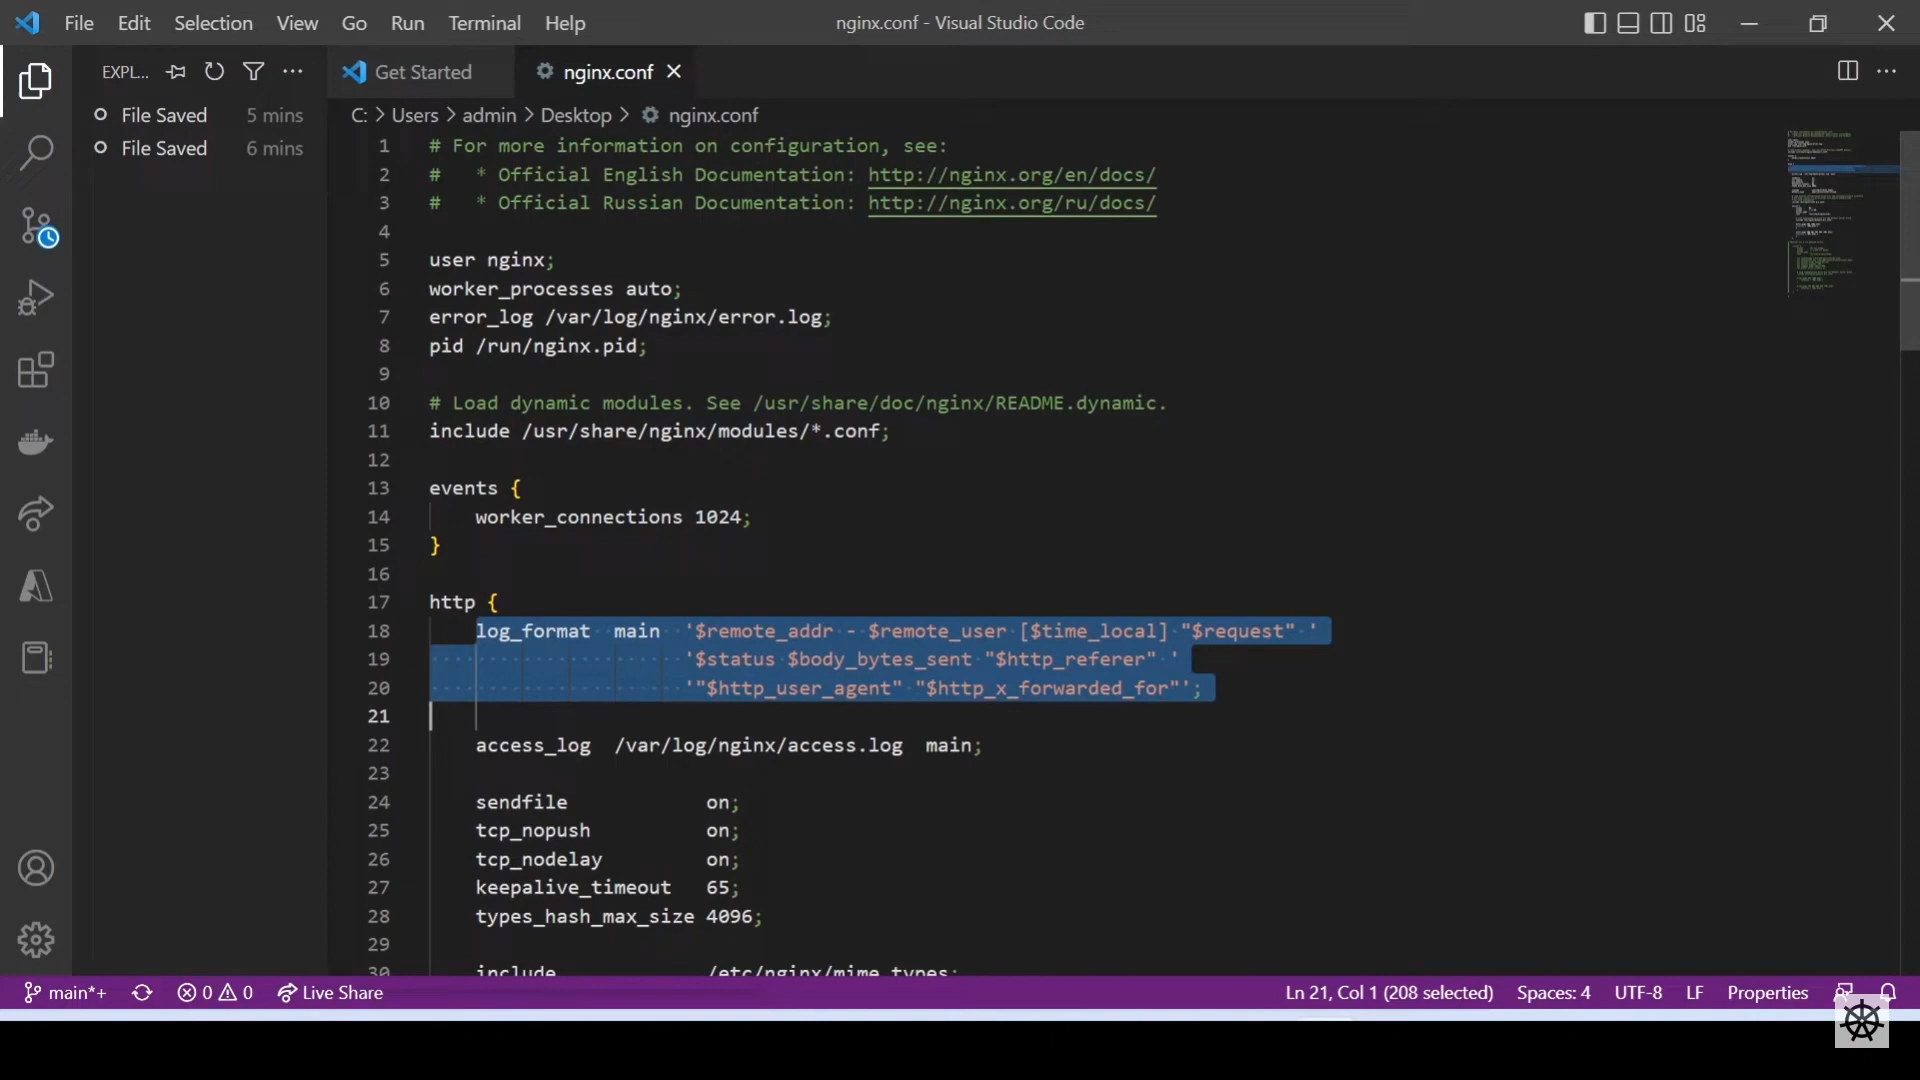 File Edit Selection View Go Run Terminal Help
nginx.conf - Visual Studio Code
EXPL...
Get Started
nginx.conf
File Saved 5 mins
File Saved 6 mins
C: > Users > admin > Desktop > nginx.conf
1 # For more information on configuration, see:
2 #   * Official English Documentation: http://nginx.org/en/docs/
3 #   * Official Russian Documentation: http://nginx.org/ru/docs/
4
5 user nginx;
6 worker_processes auto;
7 error_log /var/log/nginx/error.log;
8 pid /run/nginx.pid;
9
10 # Load dynamic modules. See /usr/share/doc/nginx/README.dynamic.
11 include /usr/share/nginx/modules/*.conf;
12
13 events {
14     worker_connections 1024;
15 }
16
17 http {
18     log_format  main  '$remote_addr - $remote_user [$time_local] "$request" '
19                       '$status $body_bytes_sent "$http_referer" '
20                       '"$http_user_agent" "$http_x_forwarded_for"';
21
22     access_log  /var/log/nginx/access.log  main;
23
24     sendfile            on;
25     tcp_nopush          on;
26     tcp_nodelay         on;
27     keepalive_timeout   65;
28     types_hash_max_size 4096;
29
30     include             /etc/nginx/mime.types;
main*+ 0 0 Live Share
Ln 21, Col 1 (208 selected) Spaces: 4 UTF-8 LF Properties